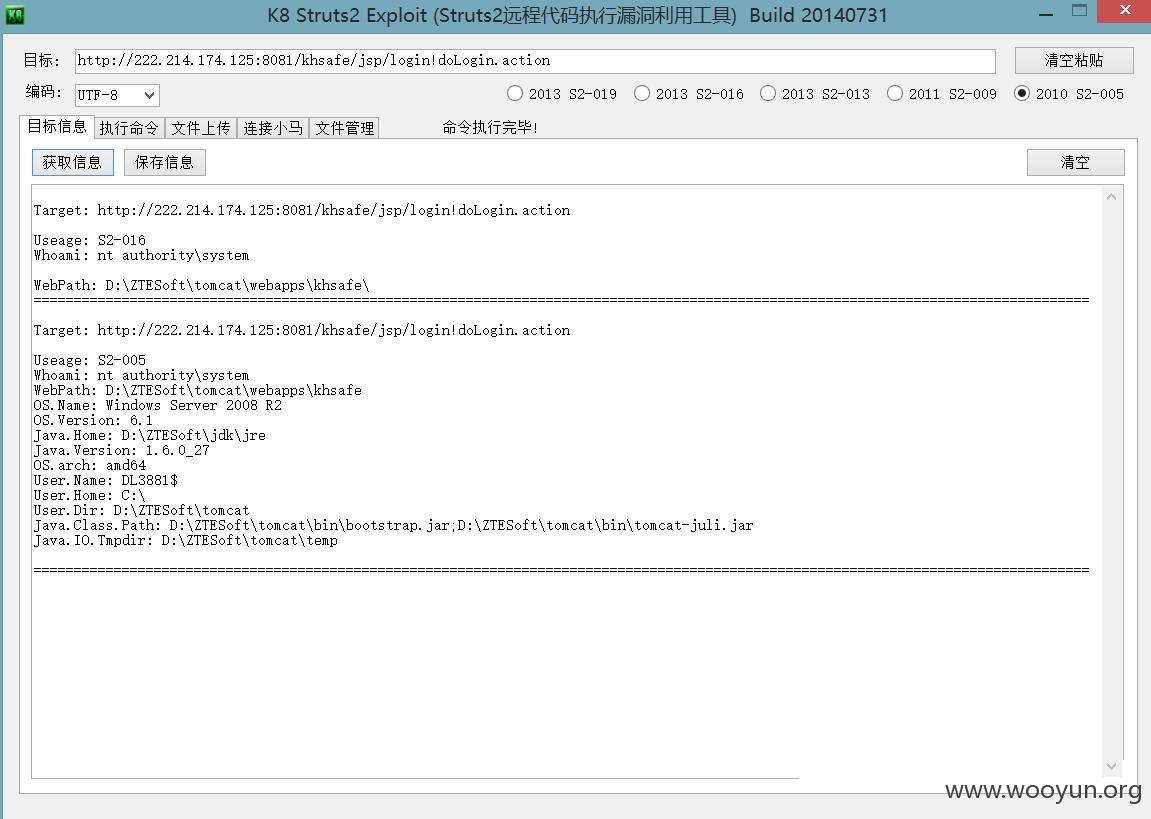 K8 Struts2 Exploit (Struts2远程代码执行漏洞利用工具) Build 20140731
目标: http://222.214.174.125:8081/khsafe/jsp/login!doLogin.action 清空粘贴
编码: UTF-8 2013 S2-019 2013 S2-016 2013 S2-013 2011 S2-009 2010 S2-005
目标信息 执行命令 文件上传 连接小马 文件管理 命令执行完毕!
获取信息 保存信息 清空
Target: http://222.214.174.125:8081/khsafe/jsp/login!doLogin.action
Useage: S2-016
Whoami: nt authority\system
WebPath: D:\ZTESoft\tomcat\webapps\khsafe\
====================================================================================================================================
Target: http://222.214.174.125:8081/khsafe/jsp/login!doLogin.action
Useage: S2-005
Whoami: nt authority\system
WebPath: D:\ZTESoft\tomcat\webapps\khsafe
OS.Name: Windows Server 2008 R2
OS.Version: 6.1
Java.Home: D:\ZTESoft\jdk\jre
Java.Version: 1.6.0_27
OS.arch: amd64
User.Name: DL3881$
User.Home: C:\
User.Dir: D:\ZTESoft\tomcat
Java.Class.Path: D:\ZTESoft\tomcat\bin\bootstrap.jar;D:\ZTESoft\tomcat\bin\tomcat-juli.jar
Java.IO.Tmpdir: D:\ZTESoft\tomcat\temp
====================================================================================================================================
www.wooyun.org